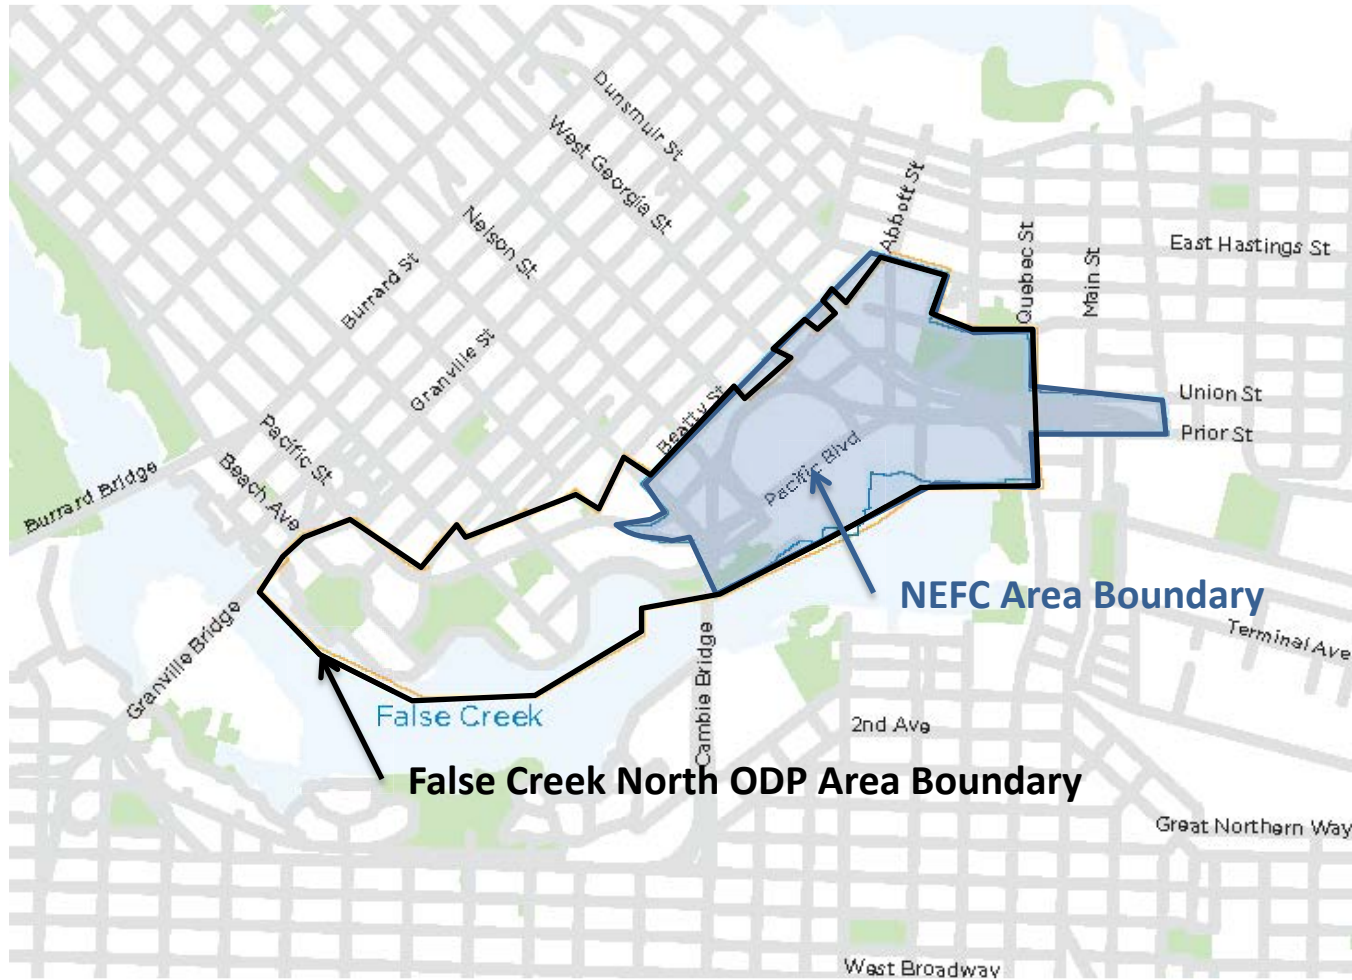 Dunsmuir St
West Georgia St
Abbott St
Nelson St
Quebec St
Main St
East Hastings St
Burrard St
Granville St
Beatty St
Union St
Prior St
Pacific St
Beach Ave
Burrard Bridge
Pacific Blvd
NEFC Area Boundary
Terminal Ave
Granville Bridge
Cambie Bridge
False Creek
2nd Ave
False Creek North ODP Area Boundary
Great Northern Way
West Broadway